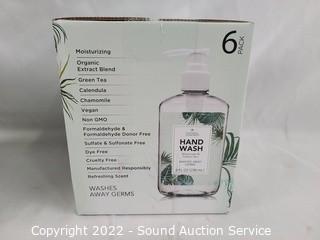 Moisturizing
Organic
Extract Blend
Green Tea
Calendula
Chamomile
Vegan
Non GMO
Formaldehyde &
Formaldehyde Donor Free
Sulfate & Sulfonate Free
Dye Free
Cruelty Free
Manufactured Responsibly
Refreshing Scent
WASHES
AWAY GERMS
6
PACK
HAND
WASH
Copyright 2022 - Sound Auction Service